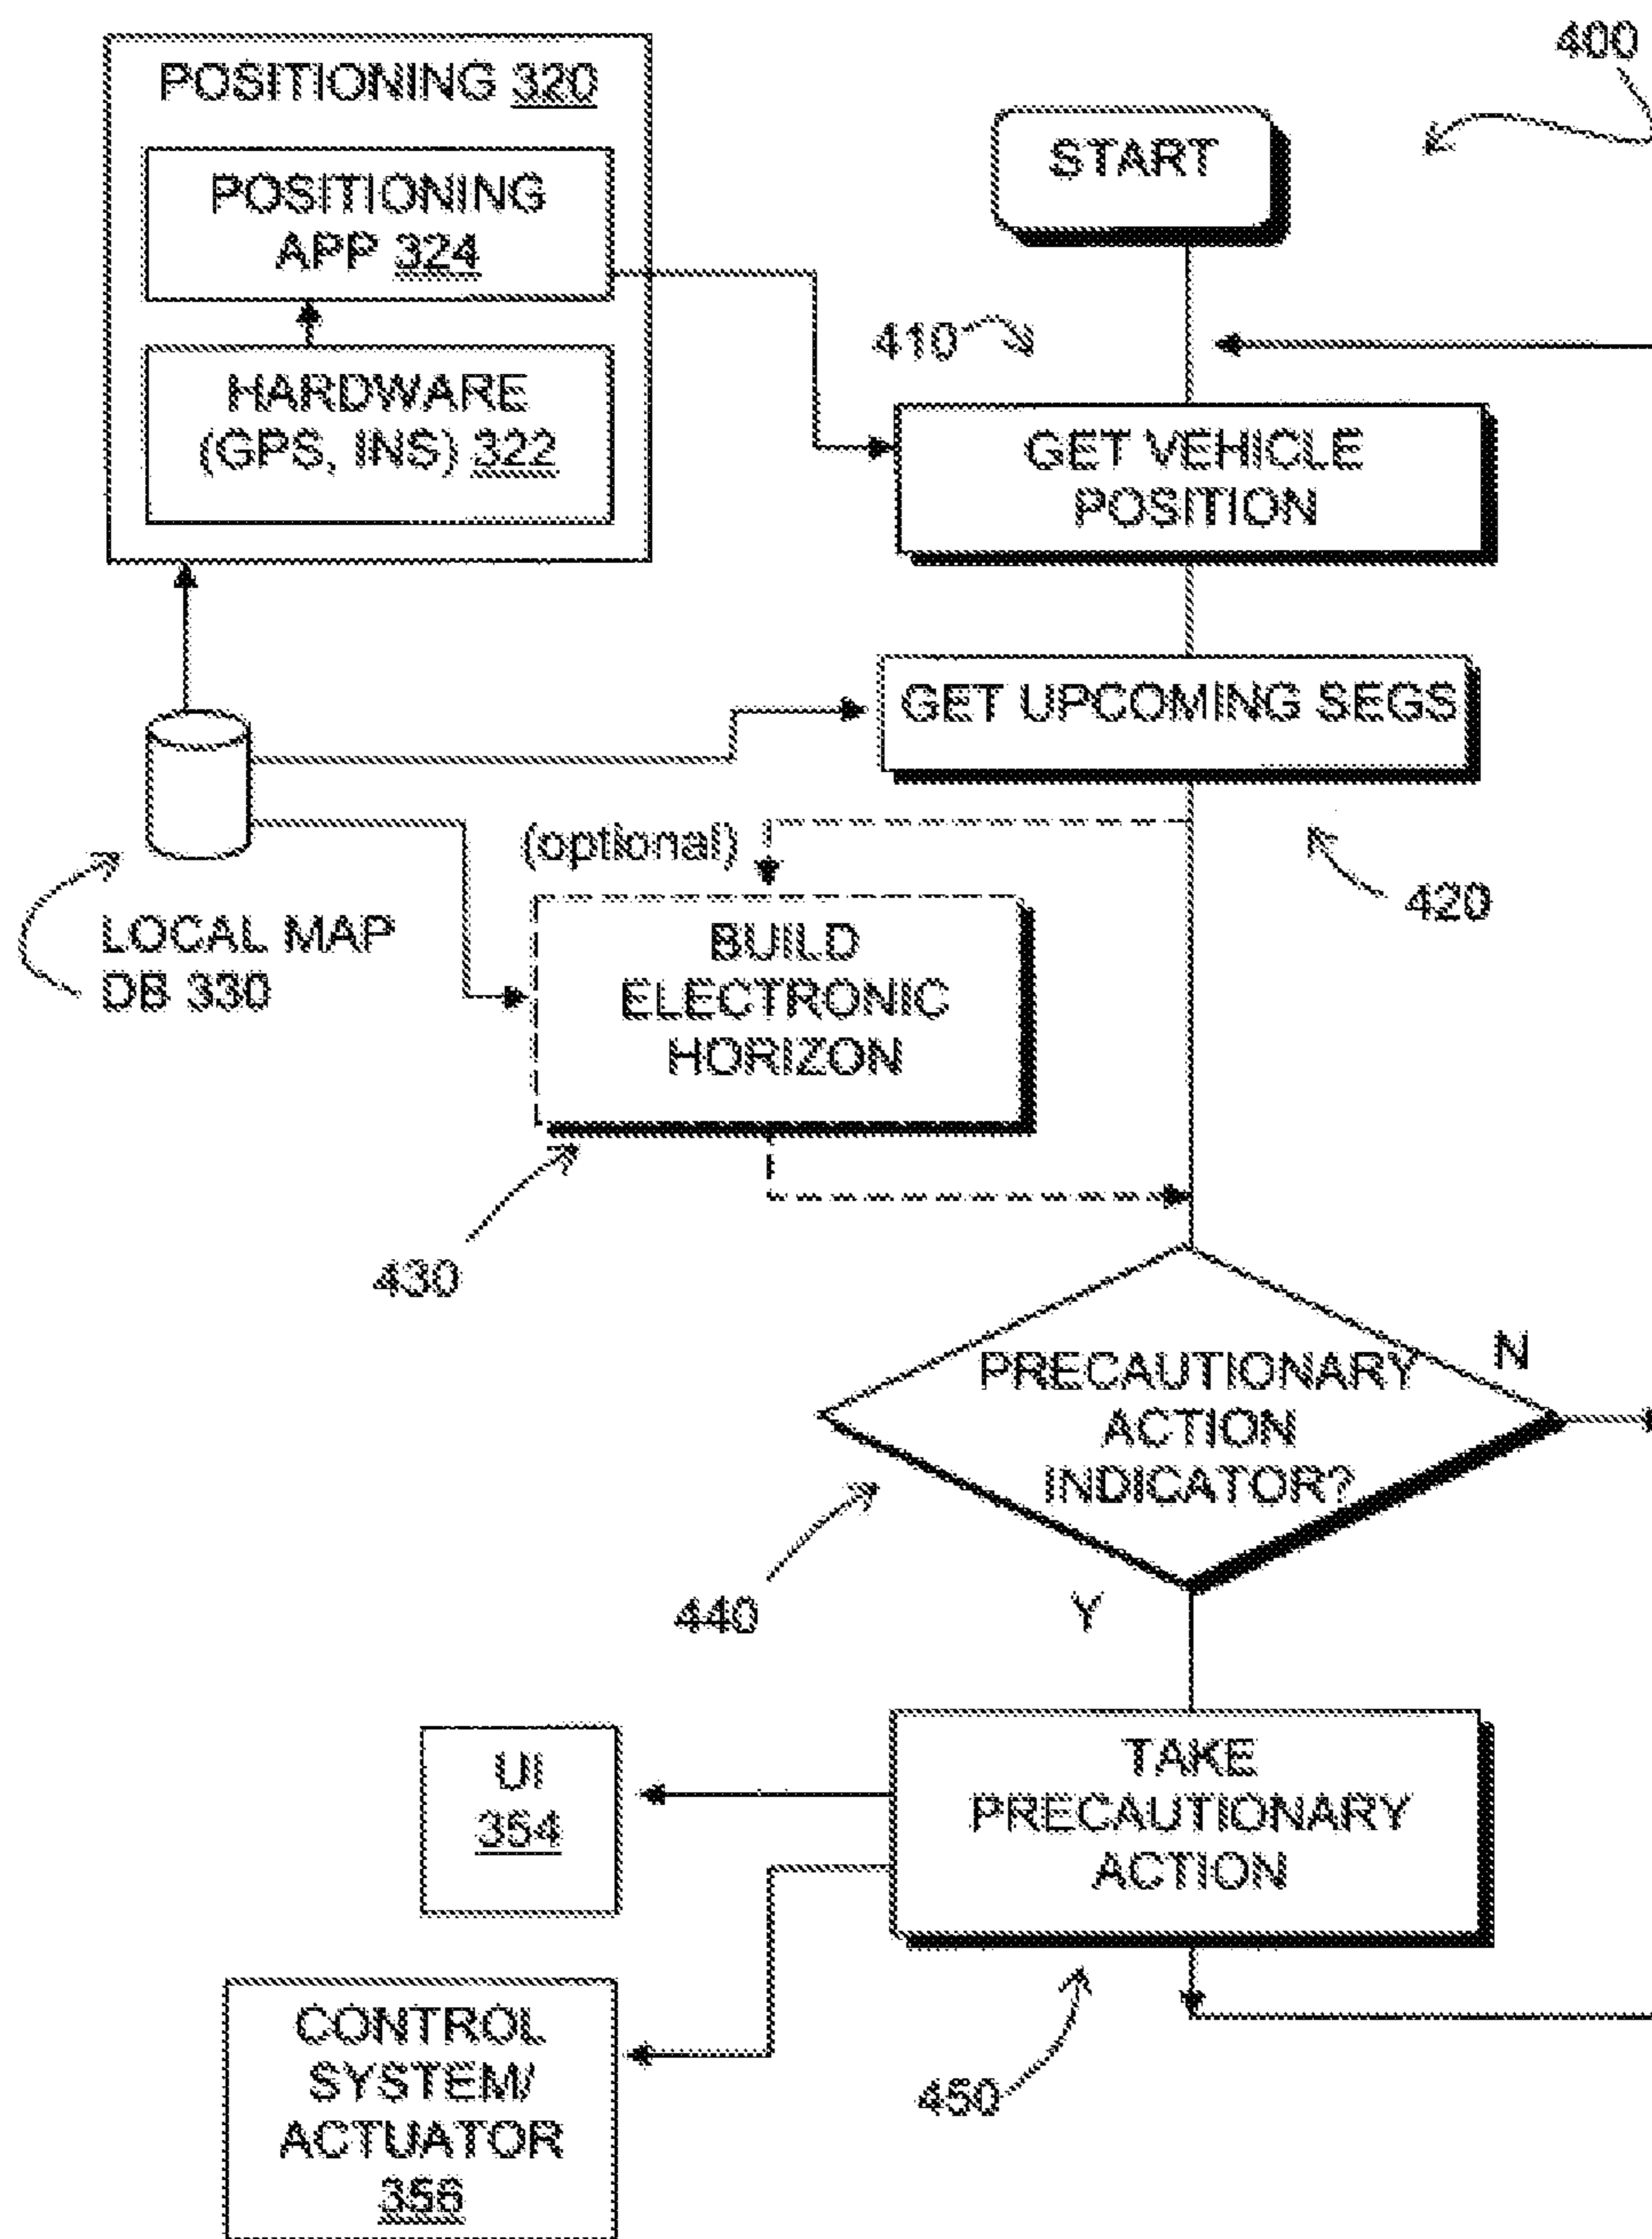 400
POSITIONING 320
START
POSITIONING
APP 324
410
HARDWARE
(GPS, INS) 322
GET VEHICLE
POSITION
GET UPCOMING SEGS
(optional)
420
LOCAL MAP
DB 330
BUILD
ELECTRONIC
HORIZON
430
PRECAUTIONARY
ACTION
INDICATOR?
N
440
Y
UI
354
TAKE
PRECAUTIONARY
ACTION
CONTROL
SYSTEM/
ACTUATOR
356
450